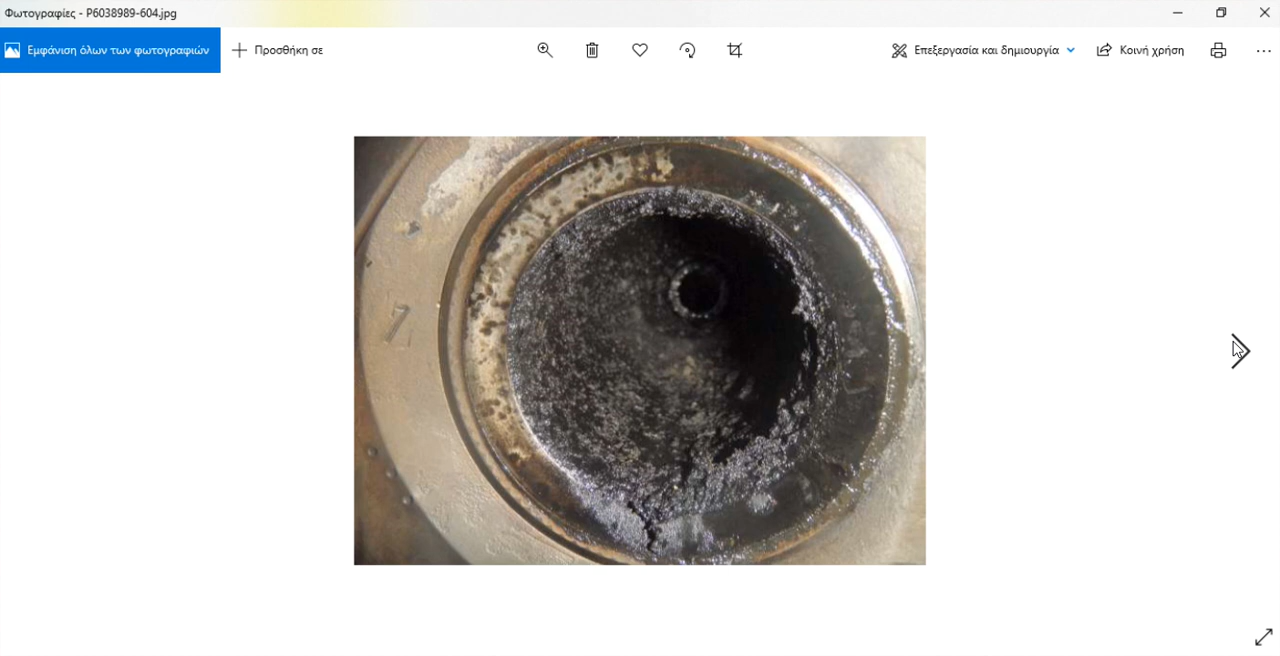 Φωτογραφίες - P6038989-604.jpg
Εμφάνιση όλων των φωτογραφιών
Προσθήκη σε
Επεξεργασία και δημιουργία
Κοινή χρήση